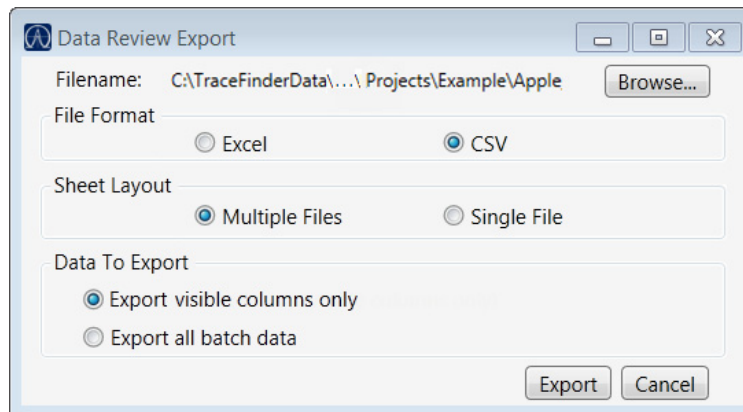 Data Review Export
Filename: C:\TraceFinderData\...\ Projects\Example\Apple Browse...
File Format
Excel CSV
Sheet Layout
Multiple Files Single File
Data To Export
Export visible columns only
Export all batch data
Export Cancel